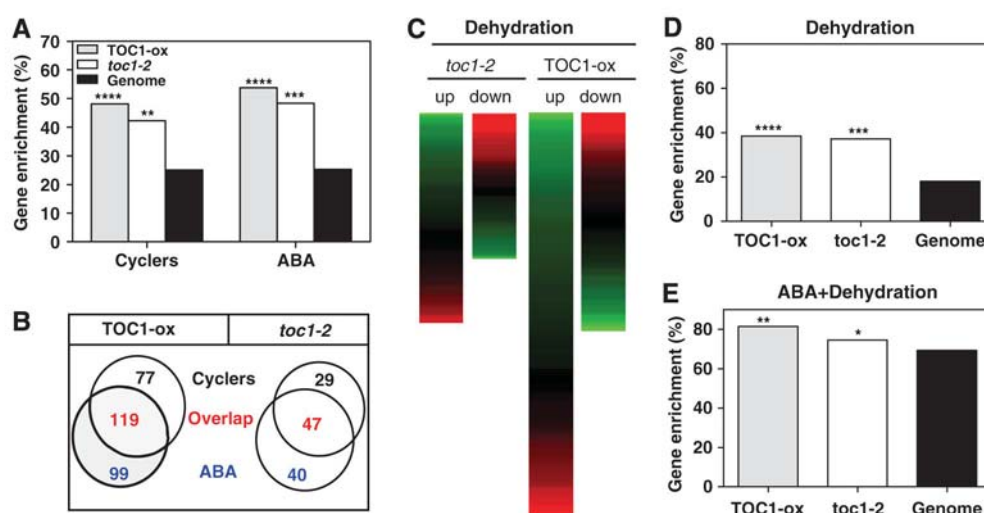 A
Gene enrichment (%)
70
60
50
40
30
20
10
0
TOC1-ox
toc1-2
Genome
****
**
****
***
Cyclers
ABA
B
TOC1-ox
toc1-2
77
Cyclers
29
119
Overlap
47
99
ABA
40
C
Dehydration
toc1-2
TOC1-ox
up
down
up
down
D
Dehydration
Gene enrichment (%)
80
60
40
20
0
****
***
TOC1-ox
toc1-2
Genome
E
ABA+Dehydration
Gene enrichment (%)
80
60
40
20
0
**
*
TOC1-ox
toc1-2
Genome